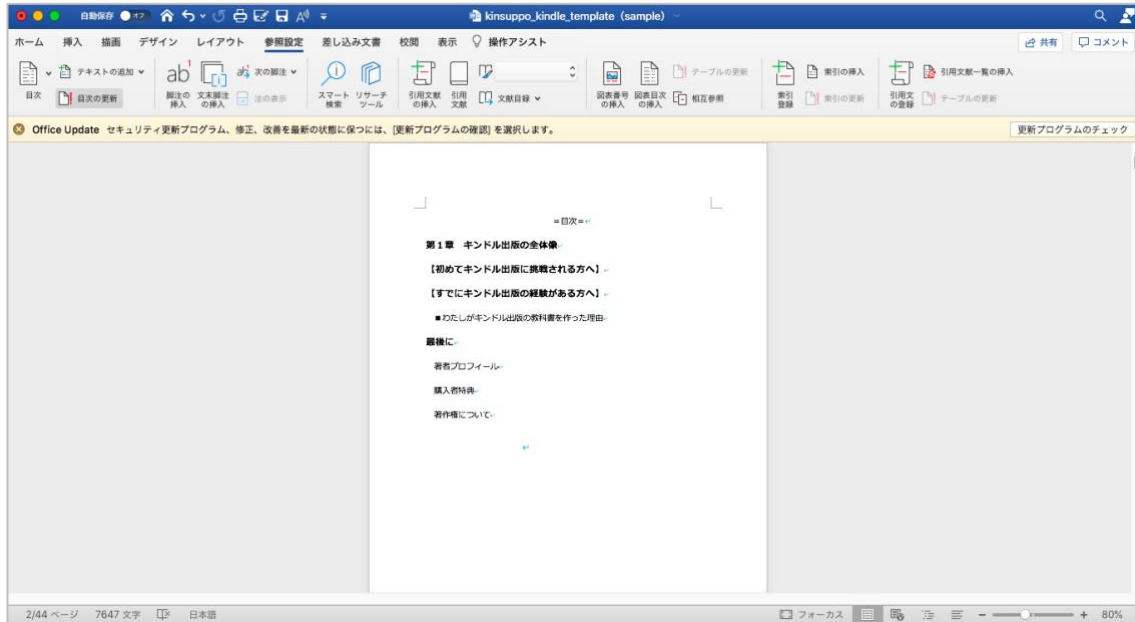 自動保存 オフ kinsuppo_kindle_template (sample)
ホーム 挿入 描画 デザイン レイアウト 参照設定 差し込み文書 校閲 表示 操作アシスト 共有 コメント
目次
テキストの追加
目次の更新
ab1
脚注の挿入
文末脚注の挿入
次の脚注
注の表示
スマート検索
リサーチツール
引用文献の挿入
引用文献
文献目録
図表番号の挿入
図表目次の挿入
テーブルの更新
相互参照
索引登録
索引の挿入
索引の更新
引用文の登録
引用文献一覧の挿入
テーブルの更新
Office Update セキュリティ更新プログラム、修正、改善を最新の状態に保つには、[更新プログラムの確認] を選択します。 更新プログラムのチェック
=目次=
第1章 キンドル出版の全体像
【初めてキンドル出版に挑戦される方へ】
【すでにキンドル出版の経験がある方へ】
■わたしがキンドル出版の教科書を作った理由
最後に
著者プロフィール
購入者特典
著作権について
2/44 ページ 7647 文字 日本語 フォーカス 80%